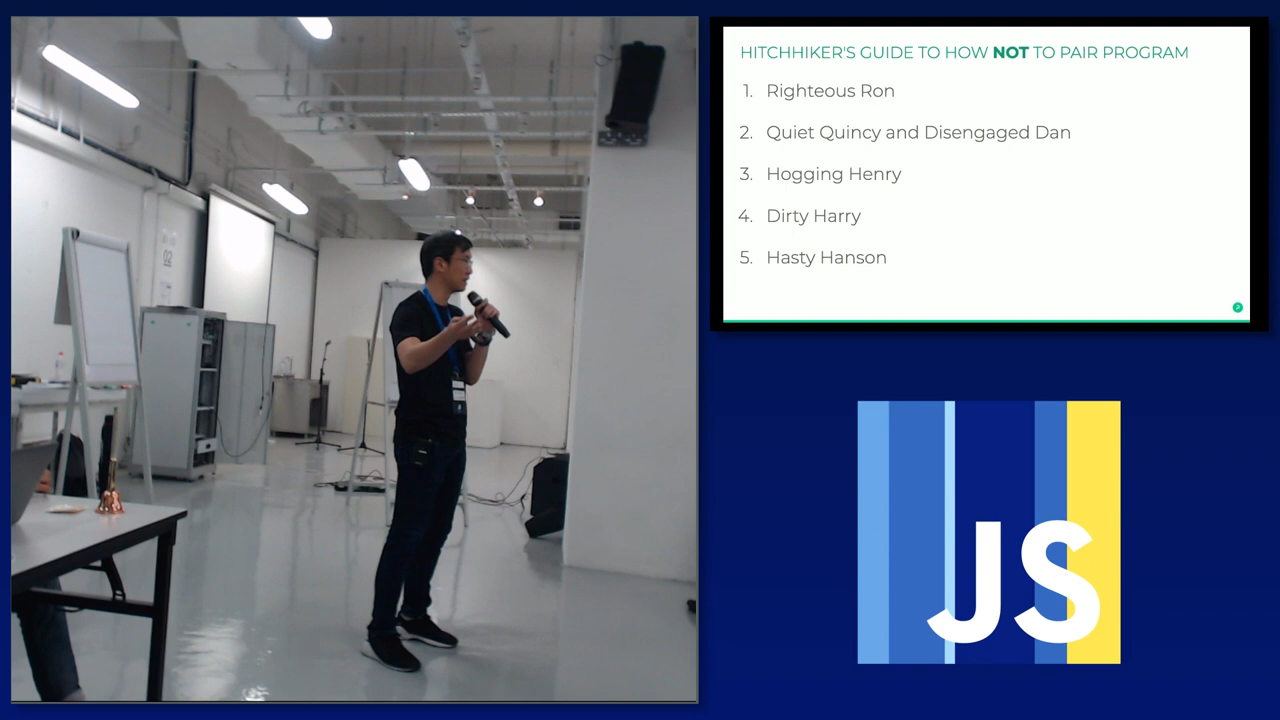 HITCHHIKER'S GUIDE TO HOW NOT TO PAIR PROGRAM
1. Righteous Ron
2. Quiet Quincy and Disengaged Dan
3. Hogging Henry
4. Dirty Harry
5. Hasty Hanson
02
JS